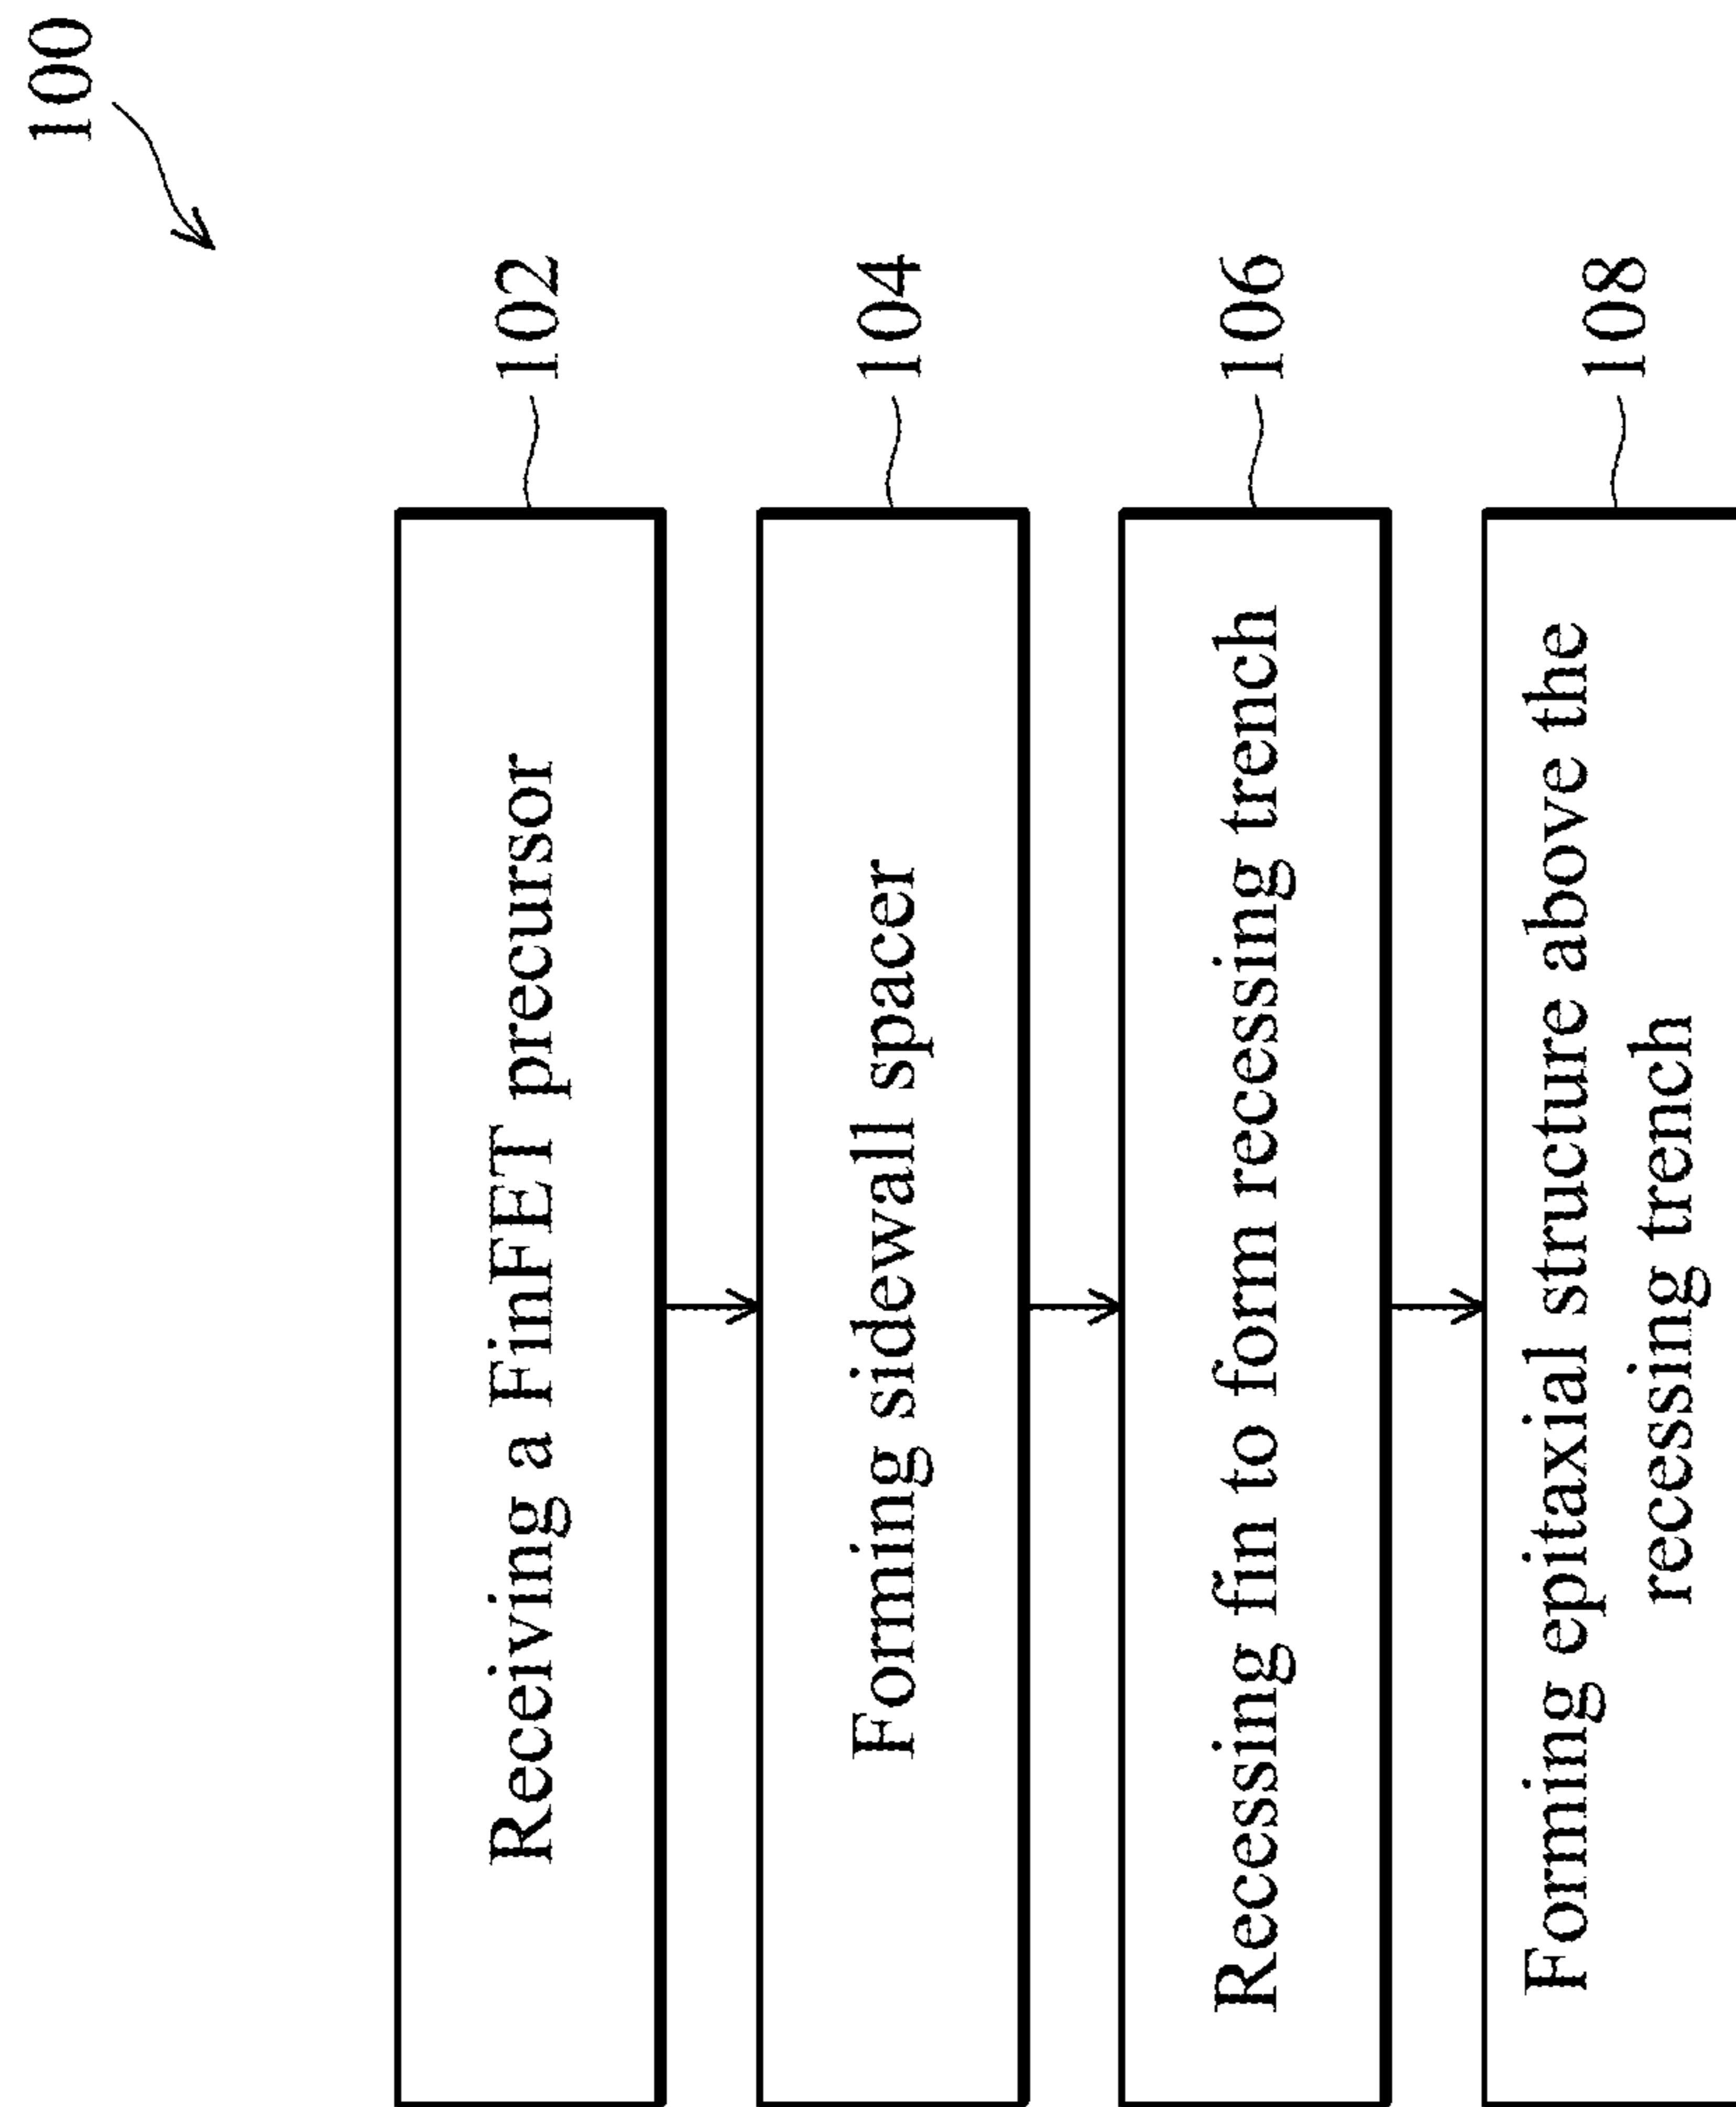 100
Receiving a FinFET precursor
102
Forming sidewall spacer
104
Recessing fin to form recessing trench
106
Forming epitaxial structure above the
recessing trench
108